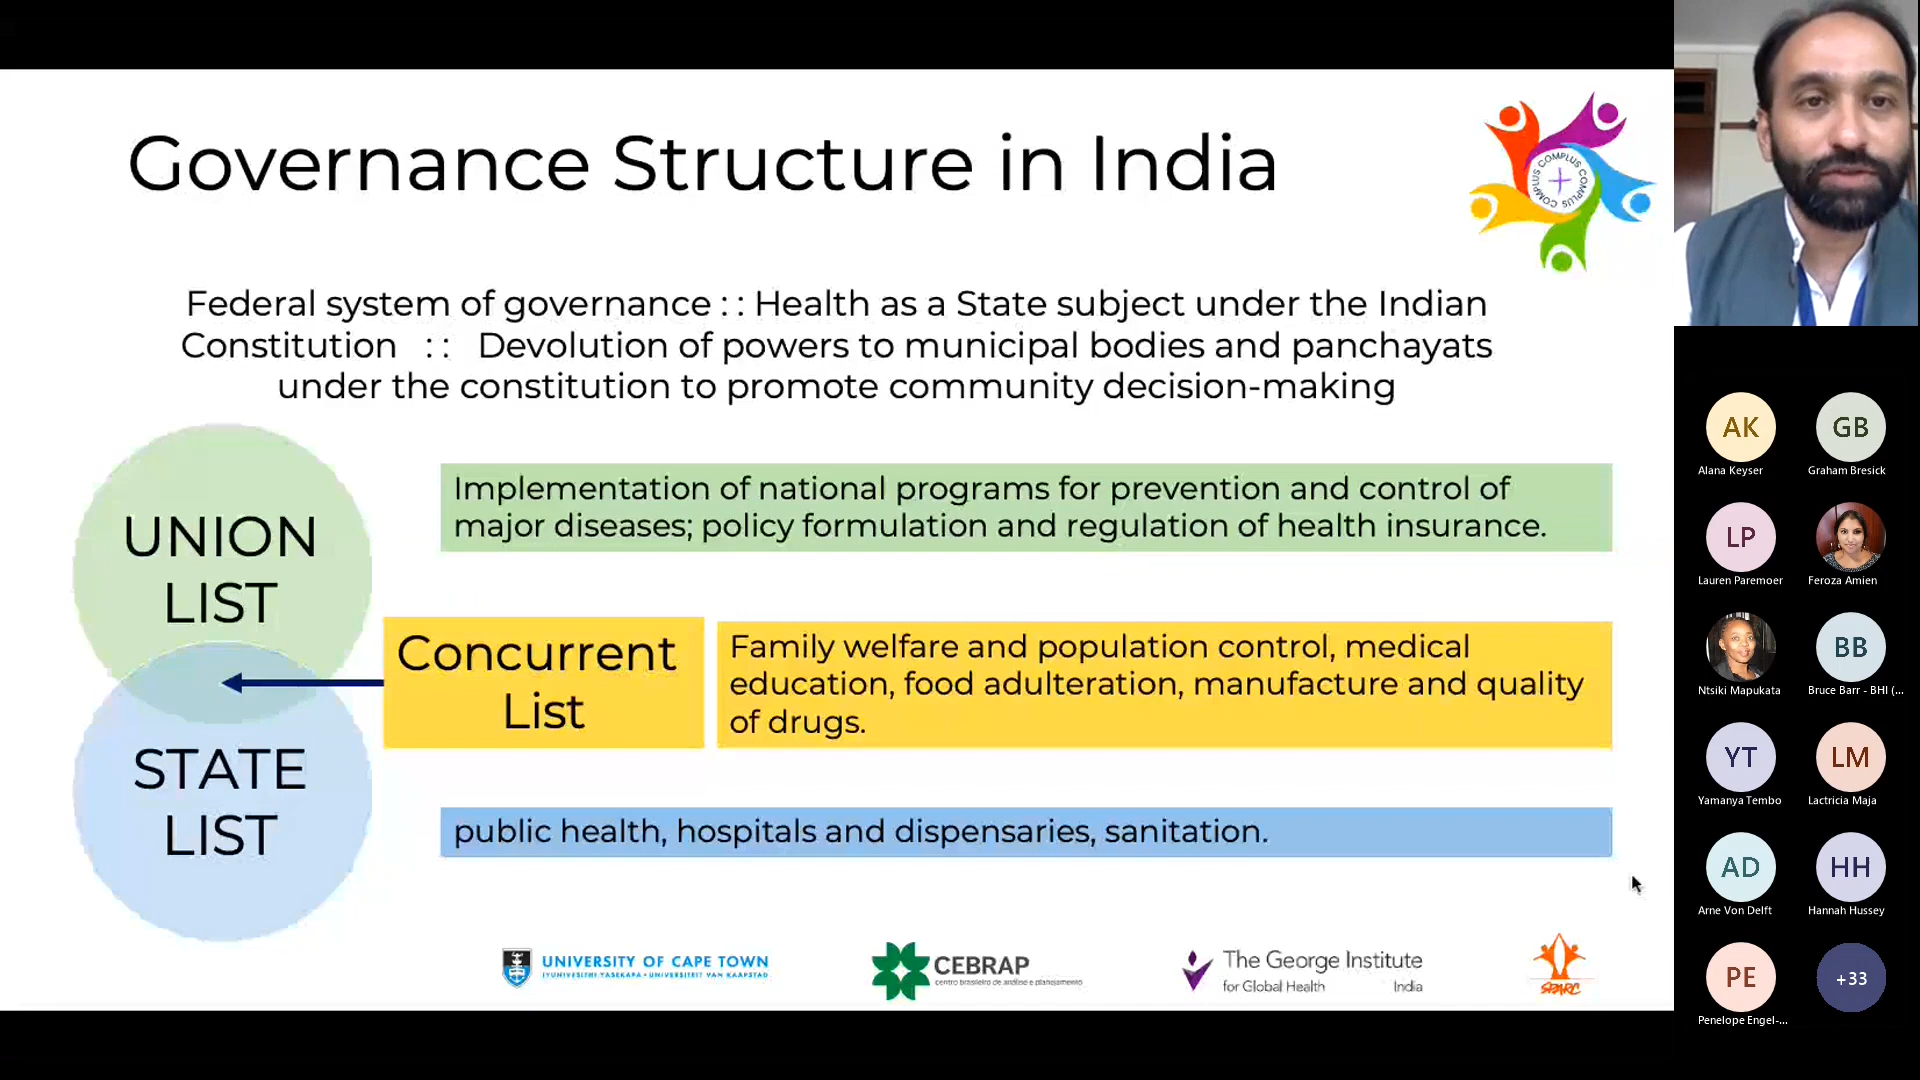 Governance Structure in India
COMPLUS COMPLUS COMPLUS
Federal system of governance : : Health as a State subject under the Indian
Constitution : : Devolution of powers to municipal bodies and panchayats
under the constitution to promote community decision-making
UNION
LIST
Implementation of national programs for prevention and control of
major diseases; policy formulation and regulation of health insurance.
Concurrent
List
Family welfare and population control, medical
education, food adulteration, manufacture and quality
of drugs.
STATE
LIST
public health, hospitals and dispensaries, sanitation.
UNIVERSITY OF CAPE TOWN
IYUNIVESITHI YASEKAPA • UNIVERSITEIT VAN KAAPSTAD
CEBRAP
centro brasileiro de análise e planejamento
The George Institute
for Global Health India
SPARC
AK
Alana Keyser
GB
Graham Bresick
LP
Lauren Paremoer
Feroza Amien
Ntsiki Mapukata
BB
Bruce Barr - BHI (...
YT
Yamanya Tembo
LM
Lactricia Maja
AD
Arne Von Delft
HH
Hannah Hussey
PE
Penelope Engel-...
+33